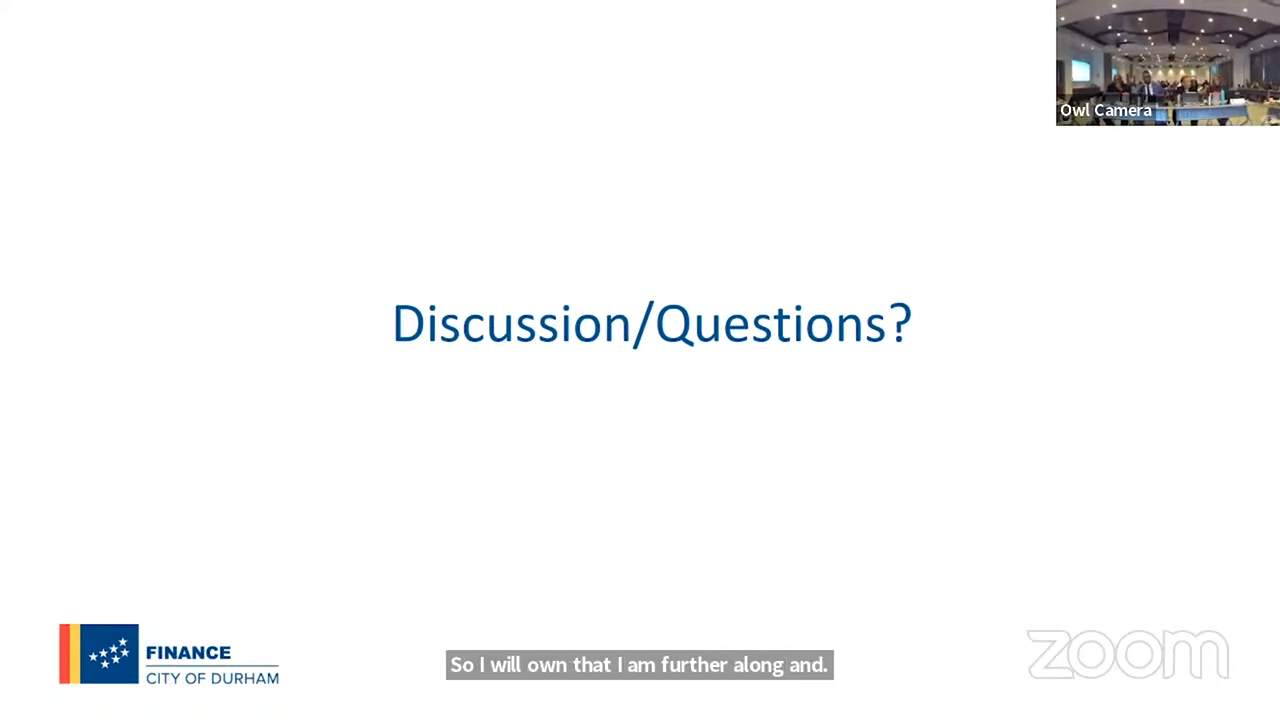 Owl Camera
Discussion/Questions?
FINANCE
CITY OF DURHAM
So I will own that I am further along and.
zoom